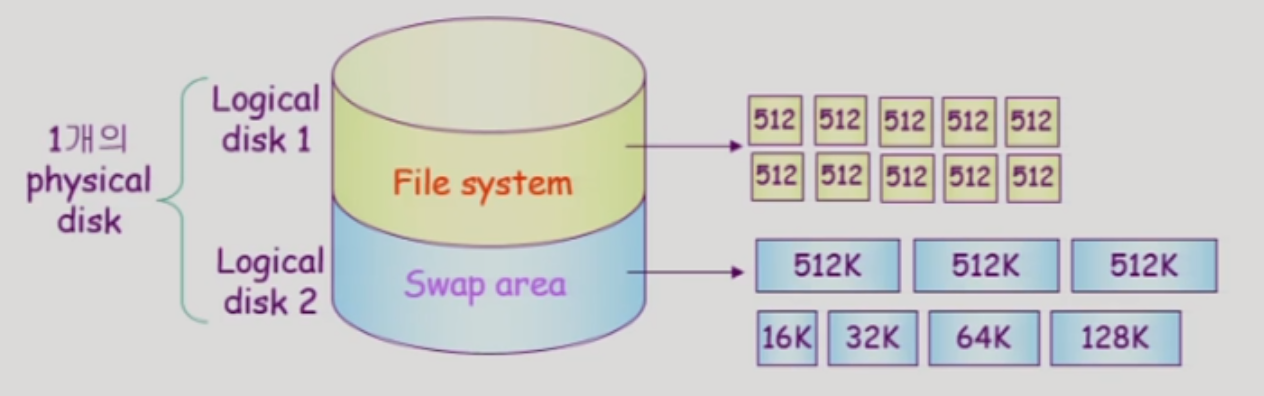 1개의
physical
disk
Logical
disk 1
File system
Logical
disk 2
Swap area
512 512 512 512 512
512 512 512 512 512
512K 512K 512K
16K 32K 64K 128K